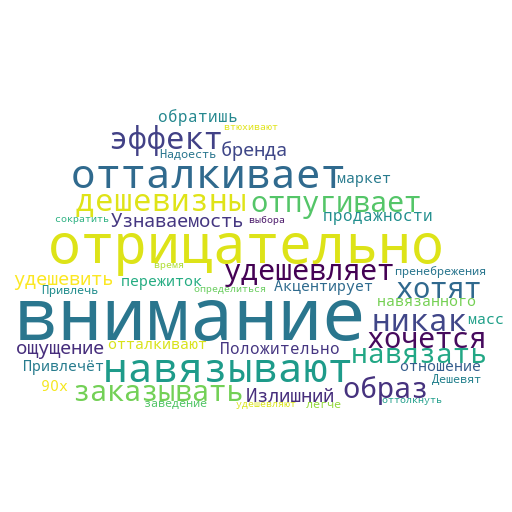 обратишь
втюхивают
эффект
Надоесть
бренда
отталкивает
маркет
дешевизны
отпугивает
сократить
Узнаваемость
выбора
продажности
отрицательно
время
удешевляет
пренебрежения
удешевить
пережиток
Акцентирует
хотят
Привлечь
определиться
навязанного
внимание
никак
масс
хочется
ощущение
отталкивают
Положительно
навязать
Привлечёт
навязывают
отношение
Дешевят
90х
заказывать
Излишний
образ
заведение
удешевляет
легче
оттолкнуть